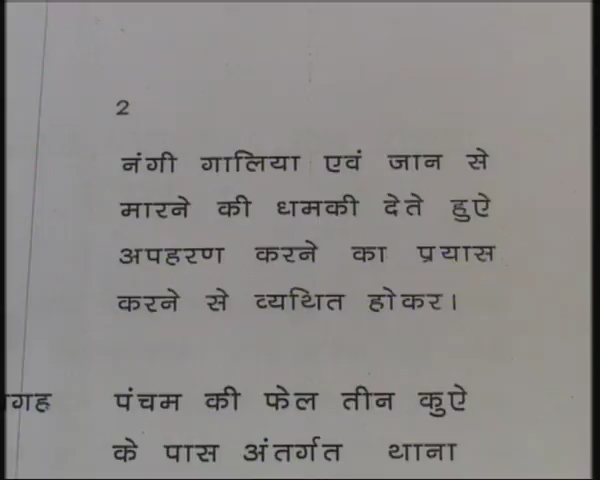 2
नंगी गालिया एवं जान से
मारने की धमकी देते हुऐ
अपहरण करने का प्रयास
करने से व्यथित होकर।
पंचम की फेल तीन कुऐ
के पास अंतर्गत थाना